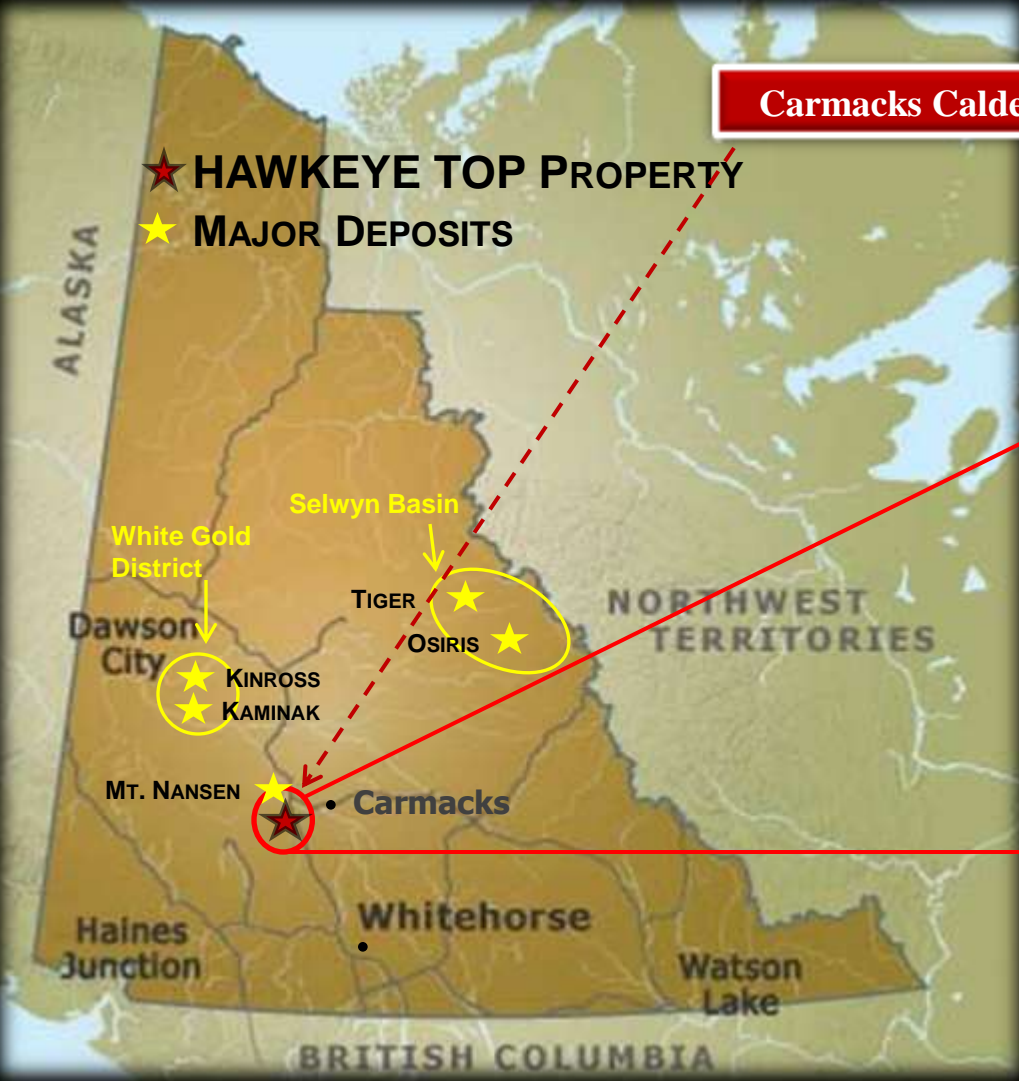 Carmacks Calde
HAWKEYE TOP PROPERTY
MAJOR DEPOSITS
ALASKA
Selwyn Basin
White Gold
District
TIGER
NORTHWEST
TERRITORIES
OSIRIS
Dawson
City
KINROSS
KAMINAK
MT. NANSEN
Carmacks
Whitehorse
Haines
Junction
Watson
Lake
BRITISH COLUMBIA